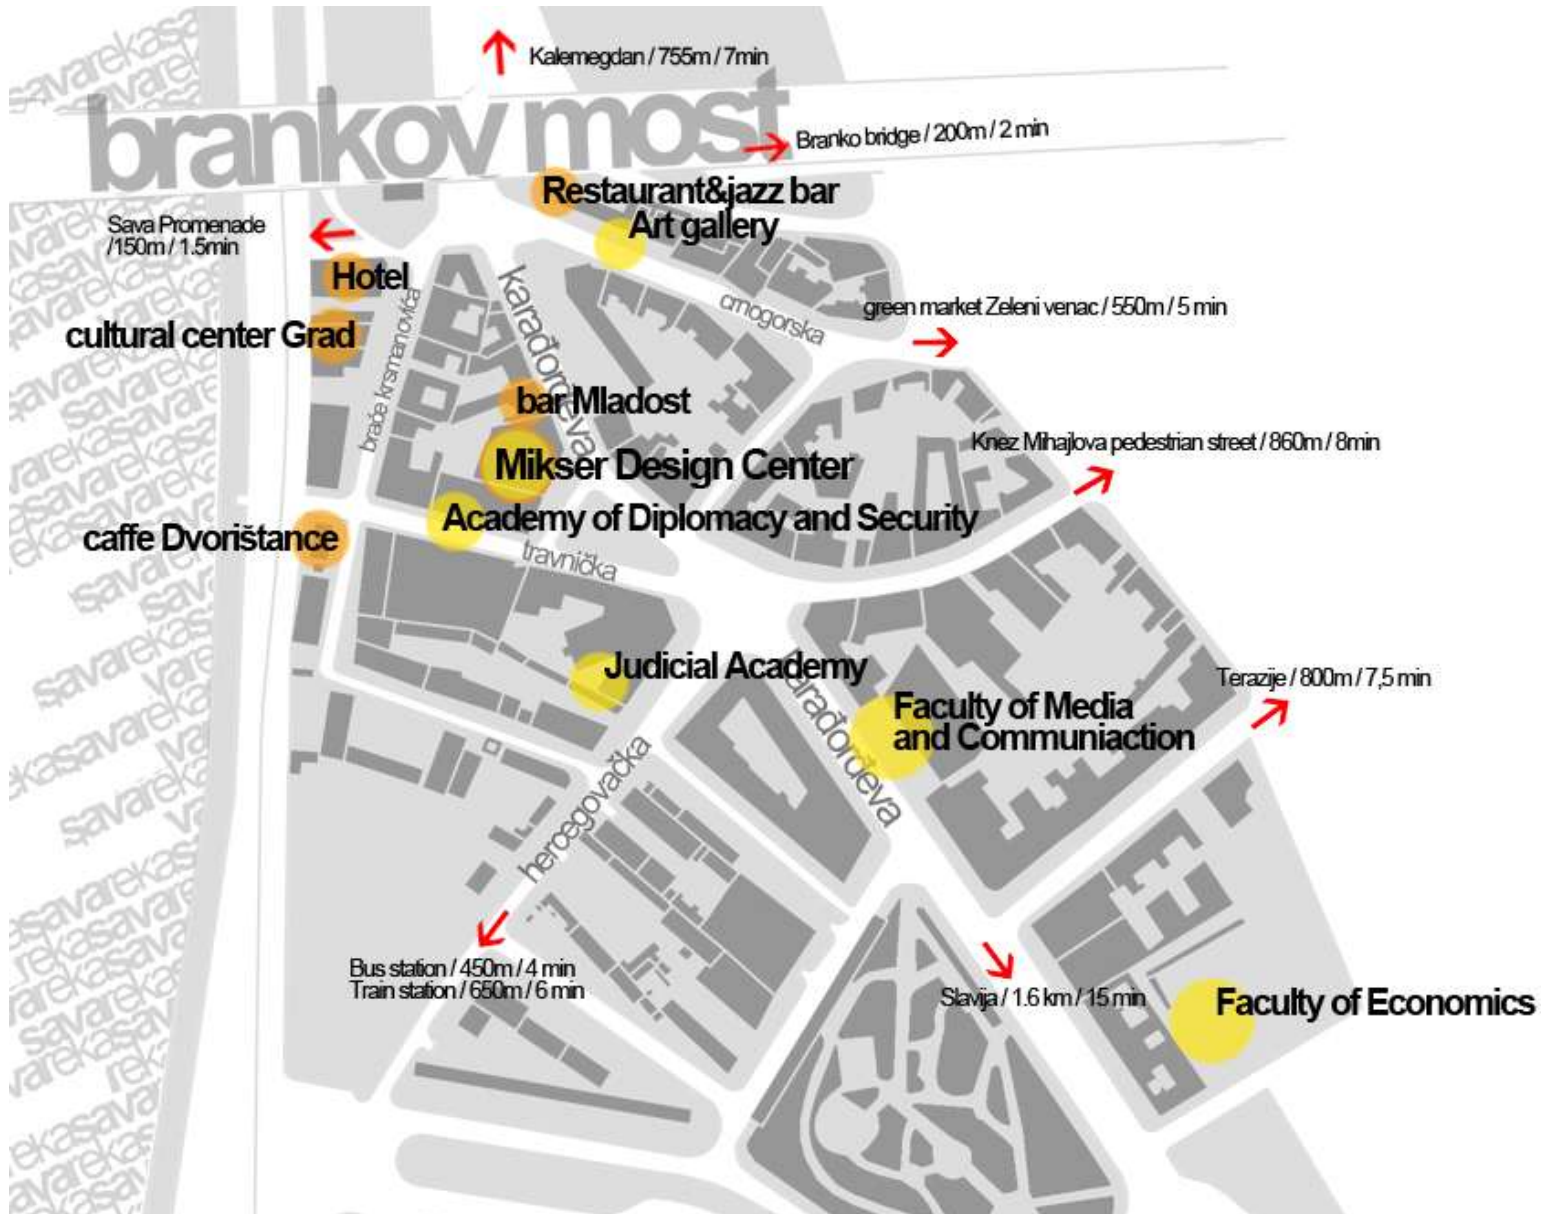 Kalemegdan / 755m / 7min
brankov most
Branko bridge / 200m / 2 min
Restaurant&jazz bar
Art gallery
Sava Promenade
/150m / 1.5min
Hotel
karađorđeva
crnogorska
green market Zeleni venac / 550m / 5 min
cultural center Grad
braće krsmanovića
bar Mladost
Knez Mihajlova pedestrian street / 860m / 8min
Mikser Design Center
Academy of Diplomacy and Security
caffe Dvorištance
travnička
Judicial Academy
karađorđeva
Terazije / 800m / 7,5 min
Faculty of Media
and Communiaction
hercegovačka
Bus station / 450m / 4 min
Train station / 650m / 6 min
Slavija / 1.6 km / 15 min
Faculty of Economics